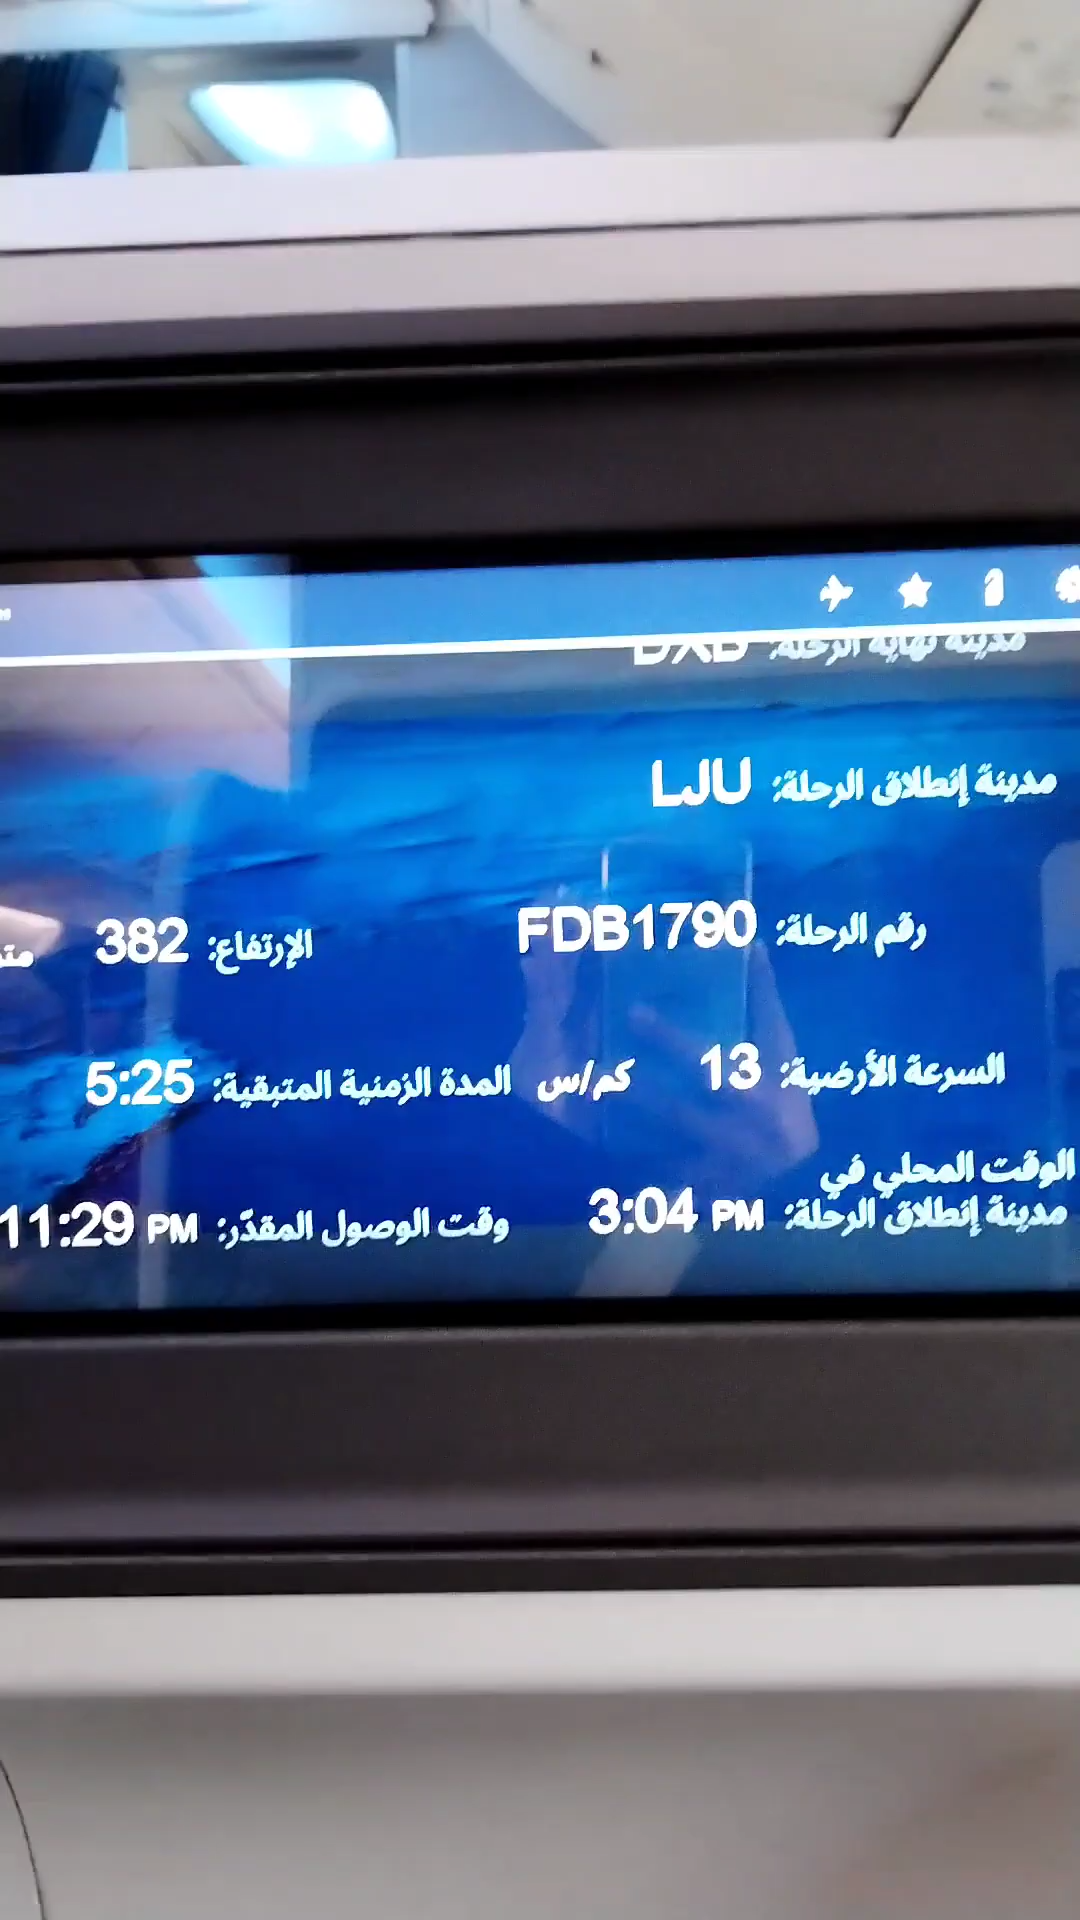 مدينة نهاية الرحلة: DXB
مدينة إنطلاق الرحلة: LJU
رقم الرحلة: FDB1790
الإرتفاع: 382
السرعة الأرضية: 13 كم/س
المدة الزمنية المتبقية: 5:25
الوقت المحلي في
مدينة إنطلاق الرحلة: 3:04 PM
وقت الوصول المقدّر: 11:29 PM